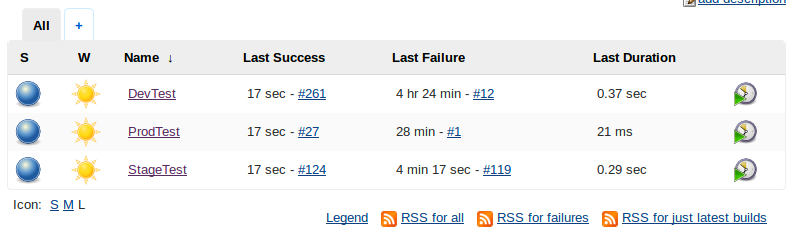 add description
All +
S W Name ↓ Last Success Last Failure Last Duration
DevTest 17 sec - #261 4 hr 24 min - #12 0.37 sec
ProdTest 17 sec - #27 28 min - #1 21 ms
StageTest 17 sec - #124 4 min 17 sec - #119 0.29 sec
Icon: S M L
Legend RSS for all RSS for failures RSS for just latest builds